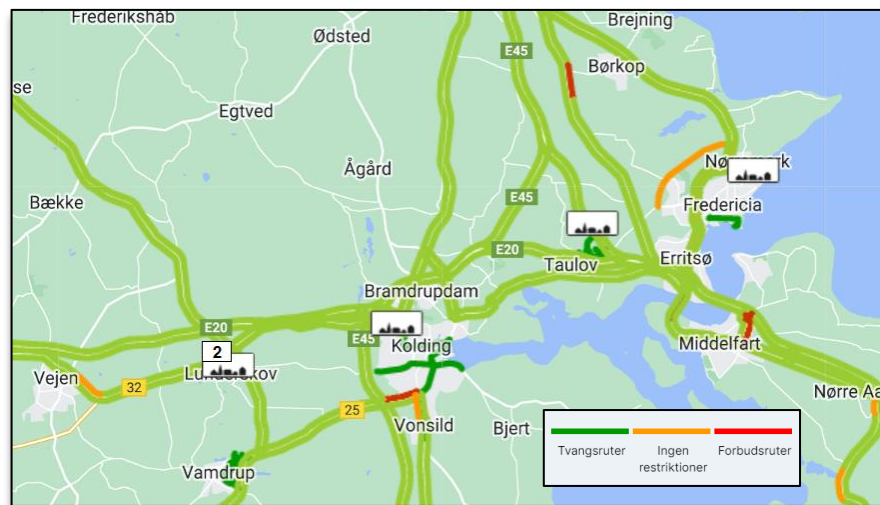 Frederikshåb
Brejning
Ødsted
E45
Børkop
se
Egtved
Ågård
Bække
E45
Fredericia
E20
Taulov
Erritsø
Bramdrupdam
E20
E45
Kolding
Middelfart
2
Vejen
32
Nørre Aa
25
Vonsild
Bjert
Vamdrup
Tvangsruter
Ingen
restriktioner
Forbudsruter